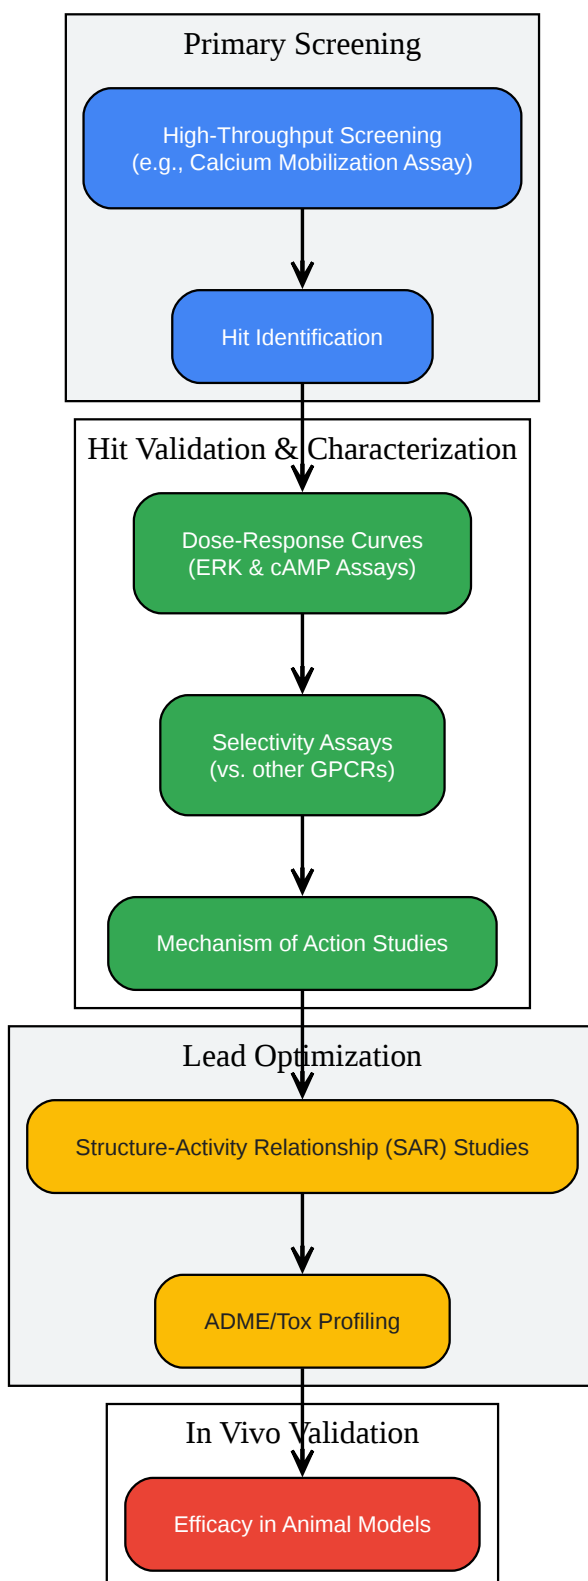 Primary Screening
High-Throughput Screening
(e.g., Calcium Mobilization Assay)
Hit Identification
Hit Validation & Characterization
Dose-Response Curves
(ERK & cAMP Assays)
Selectivity Assays
(vs. other GPCRs)
Mechanism of Action Studies
Lead Optimization
Structure-Activity Relationship (SAR) Studies
ADME/Tox Profiling
In Vivo Validation
Efficacy in Animal Models